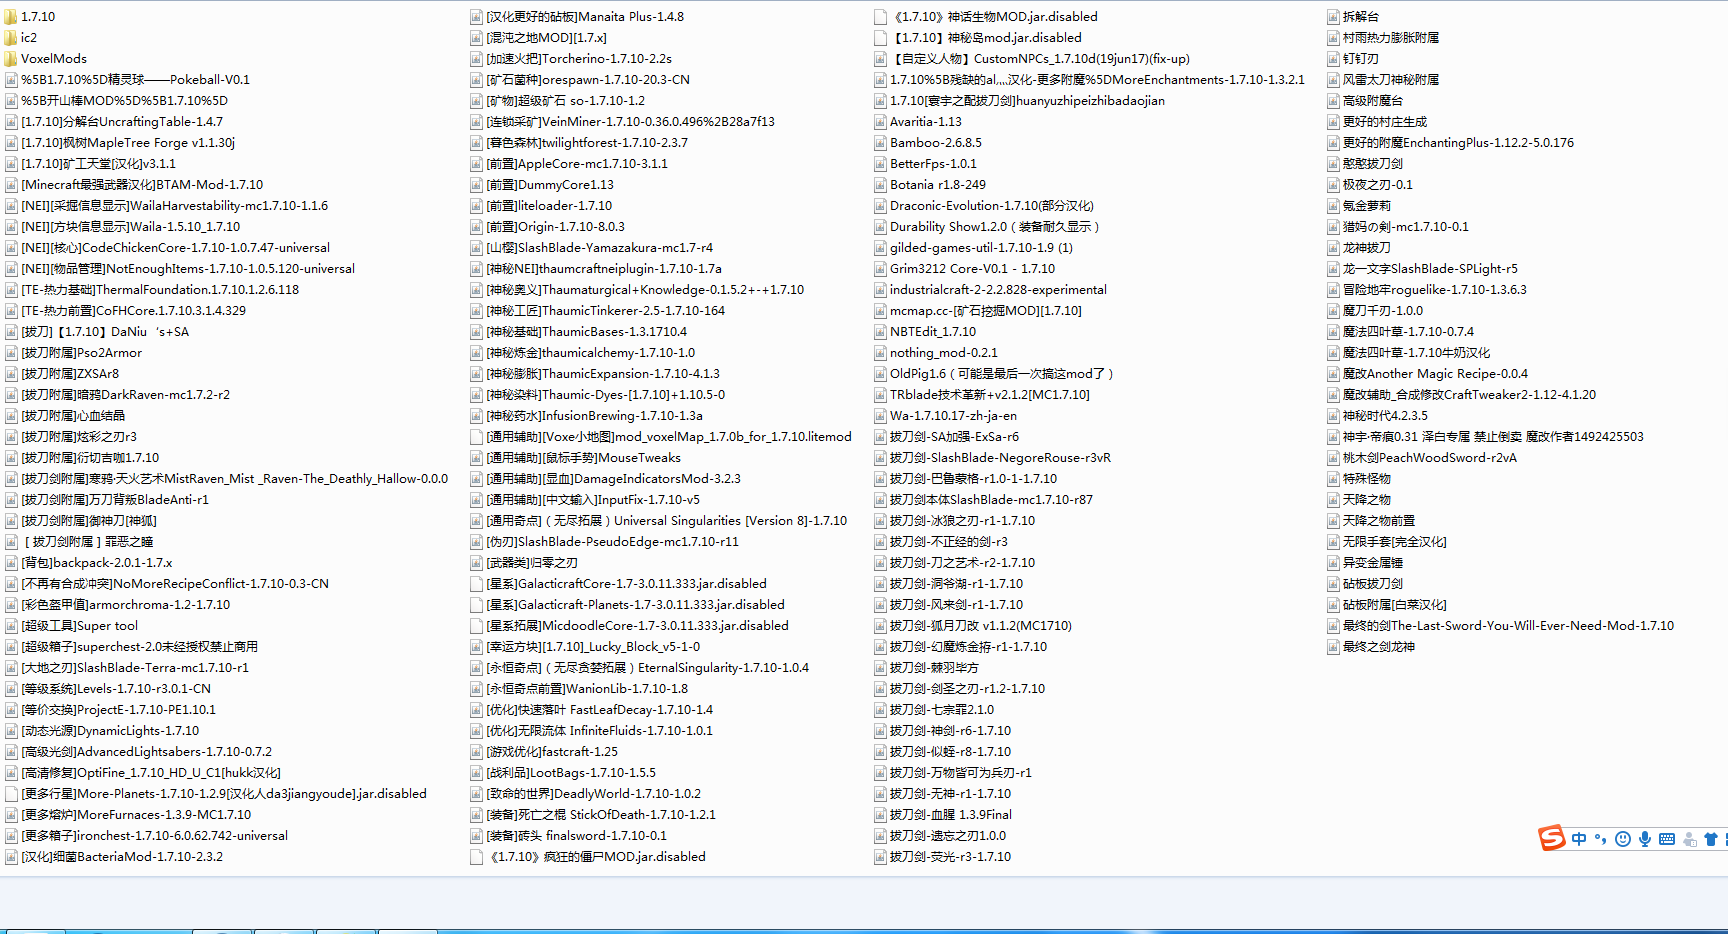 1.7.10
ic2
VoxelMods
%5B1.7.10%5D精灵球——Pokeball-V0.1
%5B开山棒MOD%5D%5B1.7.10%5D
[1.7.10]分解台UncraftingTable-1.4.7
[1.7.10]枫树MapleTree Forge v1.1.30j
[1.7.10]矿工天堂[汉化]v3.1.1
[Minecraft最强武器汉化]BTAM-Mod-1.7.10
[NEI][采掘信息显示]WailaHarvestability-mc1.7.10-1.1.6
[NEI][方块信息显示]Waila-1.5.10_1.7.10
[NEI][核心]CodeChickenCore-1.7.10-1.0.7.47-universal
[NEI][物品管理]NotEnoughItems-1.7.10-1.0.5.120-universal
[TE-热力基础]ThermalFoundation.1.7.10.1.2.6.118
[TE-热力前置]CoFHCore.1.7.10.3.1.4.329
[拔刀]【1.7.10】DaNiu‘s+SA
[拔刀附属]Pso2Armor
[拔刀附属]ZXSAr8
[拔刀附属]暗鸦DarkRaven-mc1.7.2-r2
[拔刀附属]心血结晶
[拔刀附属]炫彩之刃r3
[拔刀附属]衍切吉咖1.7.10
[拔刀剑附属]寒鸦·天火艺术MistRaven_Mist _Raven-The_Deathly_Hallow-0.0.0
[拔刀剑附属]万刀背叛BladeAnti-r1
[拔刀剑附属]御神刀[神狐]
[ 拔刀剑附属 ] 罪恶之瞳
[背包]backpack-2.0.1-1.7.x
[不再有合成冲突]NoMoreRecipeConflict-1.7.10-0.3-CN
[彩色盔甲值]armorchroma-1.2-1.7.10
[超级工具]Super tool
[超级箱子]superchest-2.0未经授权禁止商用
[大地之刃]SlashBlade-Terra-mc1.7.10-r1
[等级系统]Levels-1.7.10-r3.0.1-CN
[等价交换]ProjectE-1.7.10-PE1.10.1
[动态光源]DynamicLights-1.7.10
[高级光剑]AdvancedLightsabers-1.7.10-0.7.2
[高清修复]OptiFine_1.7.10_HD_U_C1[hukk汉化]
[更多行星]More-Planets-1.7.10-1.2.9[汉化人da3jiangyoude].jar.disabled
[更多熔炉]MoreFurnaces-1.3.9-MC1.7.10
[更多箱子]ironchest-1.7.10-6.0.62.742-universal
[汉化]细菌BacteriaMod-1.7.10-2.3.2
[汉化更好的砧板]Manaita Plus-1.4.8
[混沌之地MOD][1.7.x]
[加速火把]Torcherino-1.7.10-2.2s
[矿石菌种]orespawn-1.7.10-20.3-CN
[矿物]超级矿石 so-1.7.10-1.2
[连锁采矿]VeinMiner-1.7.10-0.36.0.496%2B28a7f13
[暮色森林]twilightforest-1.7.10-2.3.7
[前置]AppleCore-mc1.7.10-3.1.1
[前置]DummyCore1.13
[前置]liteloader-1.7.10
[前置]Origin-1.7.10-8.0.3
[山樱]SlashBlade-Yamazakura-mc1.7-r4
[神秘NEI]thaumcraftneiplugin-1.7.10-1.7a
[神秘奥义]Thaumaturgical+Knowledge-0.1.5.2+-+1.7.10
[神秘工匠]ThaumicTinkerer-2.5-1.7.10-164
[神秘基础]ThaumicBases-1.3.1710.4
[神秘炼金]thaumicalchemy-1.7.10-1.0
[神秘膨胀]ThaumicExpansion-1.7.10-4.1.3
[神秘染料]Thaumic-Dyes-[1.7.10]+1.10.5-0
[神秘药水]InfusionBrewing-1.7.10-1.3a
[通用辅助][Voxe小地图]mod_voxelMap_1.7.0b_for_1.7.10.litemod
[通用辅助][鼠标手势]MouseTweaks
[通用辅助][显血]DamageIndicatorsMod-3.2.3
[通用辅助][中文输入]InputFix-1.7.10-v5
[通用奇点]（无尽拓展）Universal Singularities [Version 8]-1.7.10
[伪刃]SlashBlade-PseudoEdge-mc1.7.10-r11
[武器类]归零之刃
[星系]GalacticraftCore-1.7-3.0.11.333.jar.disabled
[星系]Galacticraft-Planets-1.7-3.0.11.333.jar.disabled
[星系拓展]MicdoodleCore-1.7-3.0.11.333.jar.disabled
[幸运方块][1.7.10]_Lucky_Block_v5-1-0
[永恒奇点]（无尽贪婪拓展）EternalSingularity-1.7.10-1.0.4
[永恒奇点前置]WanionLib-1.7.10-1.8
[优化]快速落叶 FastLeafDecay-1.7.10-1.4
[优化]无限流体 InfiniteFluids-1.7.10-1.0.1
[游戏优化]fastcraft-1.25
[战利品]LootBags-1.7.10-1.5.5
[致命的世界]DeadlyWorld-1.7.10-1.0.2
[装备]死亡之棍 StickOfDeath-1.7.10-1.2.1
[装备]砖头 finalsword-1.7.10-0.1
《1.7.10》疯狂的僵尸MOD.jar.disabled
《1.7.10》神话生物MOD.jar.disabled
【1.7.10】神秘岛mod.jar.disabled
【自定义人物】CustomNPCs_1.7.10d(19jun17)(fix-up)
1.7.10%5B残缺的al灬汉化-更多附魔%5DMoreEnchantments-1.7.10-1.3.2.1
1.7.10[寰宇之配拔刀剑]huanyuzhipeizhibadaojian
Avaritia-1.13
Bamboo-2.6.8.5
BetterFps-1.0.1
Botania r1.8-249
Draconic-Evolution-1.7.10(部分汉化)
Durability Show1.2.0（装备耐久显示）
gilded-games-util-1.7.10-1.9 (1)
Grim3212 Core-V0.1 - 1.7.10
industrialcraft-2-2.2.828-experimental
mcmap.cc-[矿石挖掘MOD][1.7.10]
NBTEdit_1.7.10
nothing_mod-0.2.1
OldPig1.6（可能是最后一次搞这mod了）
TRblade技术革新+v2.1.2[MC1.7.10]
Wa-1.7.10.17-zh-ja-en
拔刀剑-SA加强-ExSa-r6
拔刀剑-SlashBlade-NegoreRouse-r3vR
拔刀剑-巴鲁蒙格-r1.0-1-1.7.10
拔刀剑本体SlashBlade-mc1.7.10-r87
拔刀剑-冰狼之刃-r1-1.7.10
拔刀剑-不正经的剑-r3
拔刀剑-刀之艺术-r2-1.7.10
拔刀剑-洞爷湖-r1-1.7.10
拔刀剑-风来剑-r1-1.7.10
拔刀剑-狐月刀改 v1.1.2(MC1710)
拔刀剑-幻魔炼金拵-r1-1.7.10
拔刀剑-棘羽毕方
拔刀剑-剑圣之刃-r1.2-1.7.10
拔刀剑-七宗罪2.1.0
拔刀剑-神剑-r6-1.7.10
拔刀剑-似蛭-r8-1.7.10
拔刀剑-万物皆可为兵刃-r1
拔刀剑-无神-r1-1.7.10
拔刀剑-血腥 1.3.9Final
拔刀剑-遗忘之刃1.0.0
拔刀剑-荧光-r3-1.7.10
拆解台
村雨热力膨胀附属
钉钉刃
风雷太刀神秘附属
高级附魔台
更好的村庄生成
更好的附魔EnchantingPlus-1.12.2-5.0.176
憨憨拔刀剑
极夜之刃-0.1
氪金萝莉
猎妈の剣-mc1.7.10-0.1
龙神拔刀
龙一文字SlashBlade-SPLight-r5
冒险地牢roguelike-1.7.10-1.3.6.3
魔刀千刃-1.0.0
魔法四叶草-1.7.10-0.7.4
魔法四叶草-1.7.10牛奶汉化
魔改Another Magic Recipe-0.0.4
魔改辅助_合成修改CraftTweaker2-1.12-4.1.20
神秘时代4.2.3.5
神宇·帝痕0.31 泽白专属 禁止倒卖 魔改作者1492425503
桃木剑PeachWoodSword-r2vA
特殊怪物
天降之物
天降之物前置
无限手套[完全汉化]
异变金属锤
砧板拔刀剑
砧板附属[白菜汉化]
最终的剑The-Last-Sword-You-Will-Ever-Need-Mod-1.7.10
最终之剑龙神
中